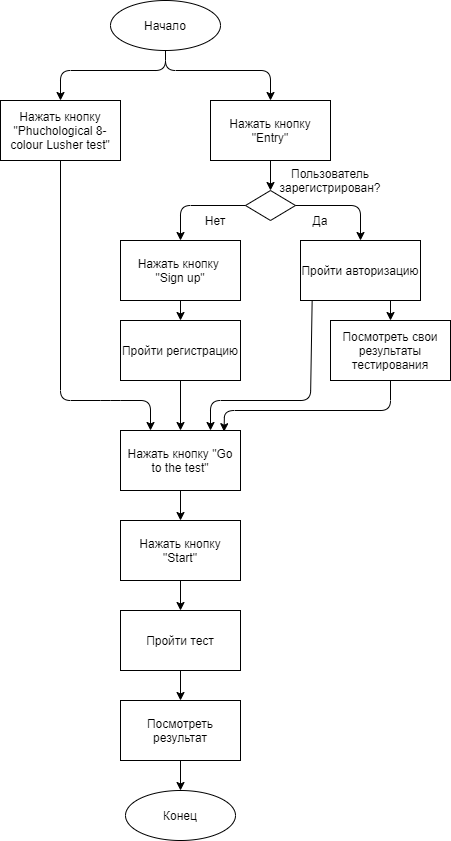 Начало
Нажать кнопку
"Phuchological 8-
colour Lusher test"
Нажать кнопку
"Entry"
Пользователь
зарегистрирован?
Нет
Да
Нажать кнопку
"Sign up"
Пройти авторизацию
Пройти регистрацию
Посмотреть свои
результаты
тестирования
Нажать кнопку "Go
to the test"
Нажать кнопку
"Start"
Пройти тест
Посмотреть
результат
Конец